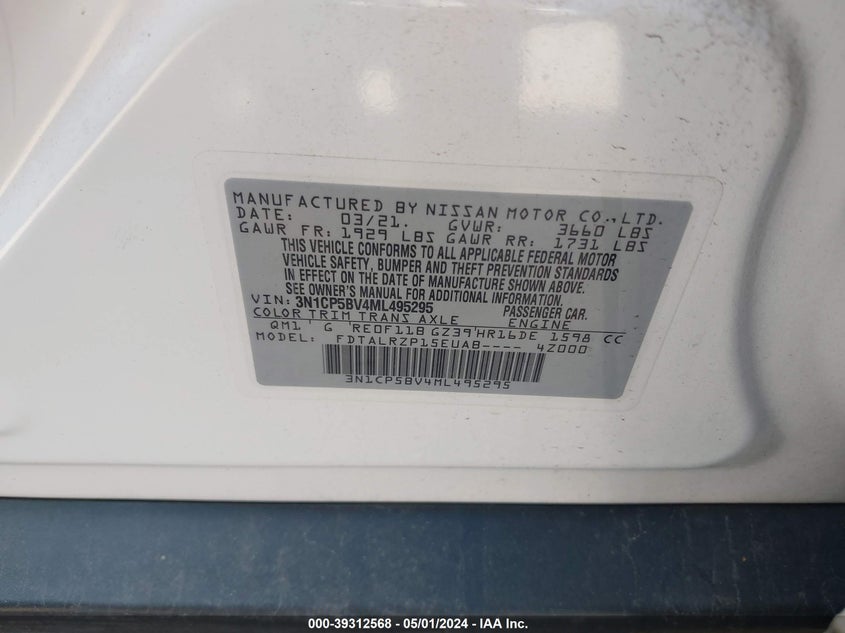 MANUFACTURED BY NISSAN MOTOR CO., LTD.
DATE: 03/21. GVWR: 3660 LBS
GAWR FR: 1929 LBS GAWR RR: 1731 LBS
THIS VEHICLE CONFORMS TO ALL APPLICABLE FEDERAL MOTOR
VEHICLE SAFETY, BUMPER AND THEFT PREVENTION STANDARDS
IN EFFECT ON THE DATE OF MANUFACTURE SHOWN ABOVE.
SEE OWNER'S MANUAL FOR ADDITIONAL INFORMATION.
VIN: 3N1CP5BV4ML495295 PASSENGER CAR.
COLOR TRIM TRANS AXLE ENGINE
QM1 G RE0F11B GZ39 HR16DE 1598 CC
MODEL: FDTALRZP15EUAB---- 4Z000
3N1CP5BV4ML495295
000-39312568 - 05/01/2024 - IAA Inc.